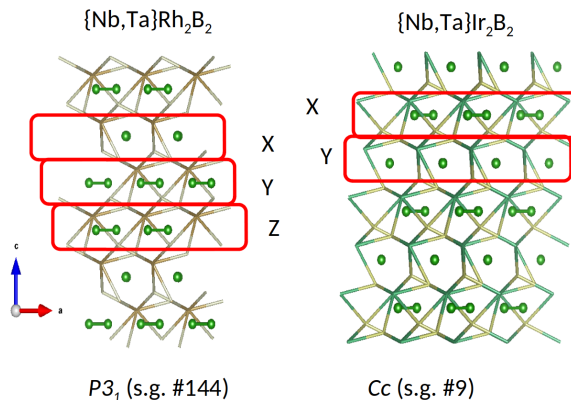 {Nb,Ta}Rh₂B₂
{Nb,Ta}Ir₂B₂
X
X
Y
Y
Z
c
a
P3₁ (s.g. #144)
Cc (s.g. #9)